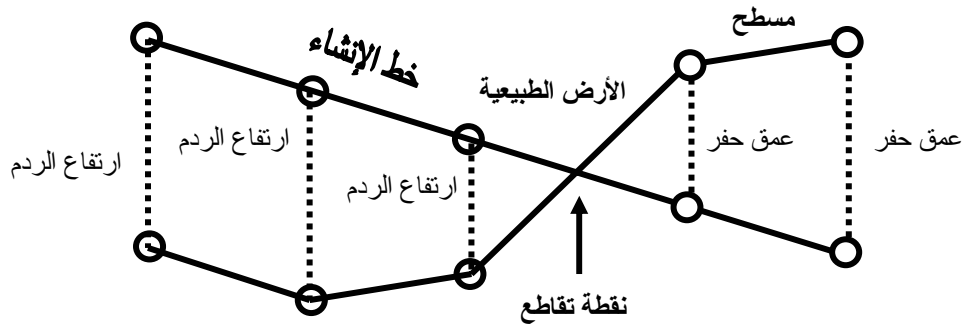 مسطح
خط الإنشاء
الأرض الطبيعية
ارتفاع الردم
ارتفاع الردم
ارتفاع الردم
عمق حفر
عمق حفر
نقطة تقاطع